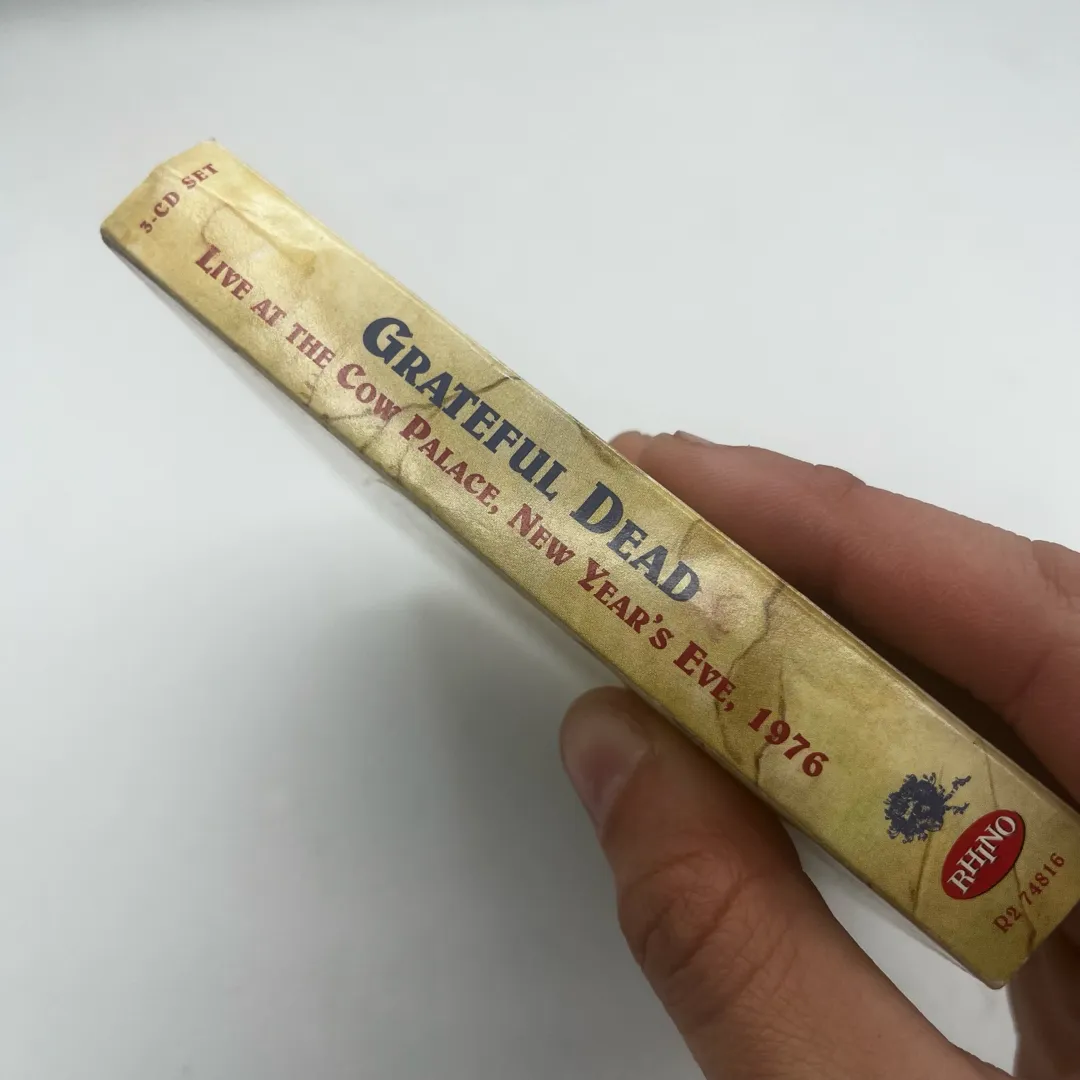 3-CD SET
GRATEFUL DEAD
LIVE AT THE COW PALACE, NEW YEAR'S EVE, 1976
RHINO
R2 74816